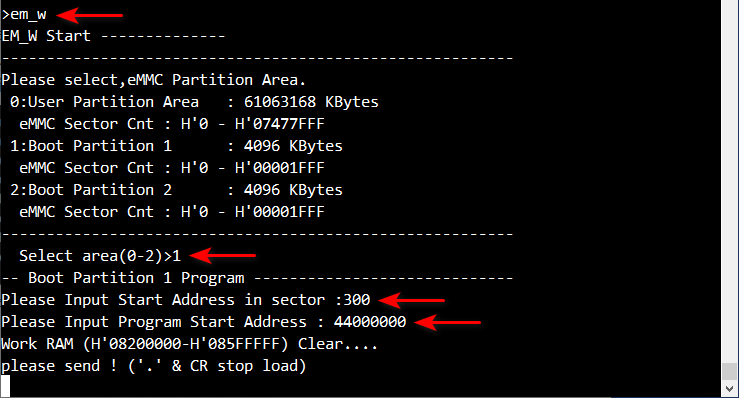 >em_w
EM_W Start --------------
---------------------------------------------------------
Please select,eMMC Partition Area.
 0:User Partition Area   : 61063168 KBytes
  eMMC Sector Cnt : H'0 - H'07477FFF
 1:Boot Partition 1      : 4096 KBytes
  eMMC Sector Cnt : H'0 - H'00001FFF
 2:Boot Partition 2      : 4096 KBytes
  eMMC Sector Cnt : H'0 - H'00001FFF
---------------------------------------------------------
  Select area(0-2)>1
-- Boot Partition 1 Program -----------------------------
Please Input Start Address in sector :300
Please Input Program Start Address : 44000000
Work RAM (H'08200000-H'085FFFFF) Clear....
please send ! ('.' & CR stop load)